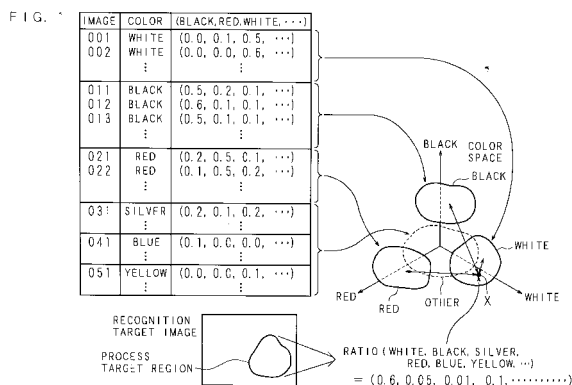 FIG.
IMAGE COLOR (BLACK, RED, WHITE, ···)
001 WHITE (0.0, 0.1, 0.5, ···)
002 WHITE (0.0, 0.0, 0.6, ···)
011 BLACK (0.5, 0.2, 0.1, ···)
012 BLACK (0.6, 0.1, 0.1, ···)
013 BLACK (0.5, 0.1, 0.1, ···)
021 RED (0.2, 0.5, 0.1, ···)
022 RED (0.1, 0.5, 0.2, ···)
031 SILVER (0.2, 0.1, 0.2, ···)
041 BLUE (0.1, 0.0, 0.0, ···)
051 YELLOW (0.0, 0.0, 0.1, ···)
BLACK COLOR SPACE
BLACK
WHITE
RED
RED
OTHER
X
WHITE
RECOGNITION
TARGET IMAGE
PROCESS
TARGET REGION
RATIO (WHITE, BLACK, SILVER,
RED, BLUE, YELLOW, ···)
= (0.6, 0.05, 0.01, 0.1, ··········)